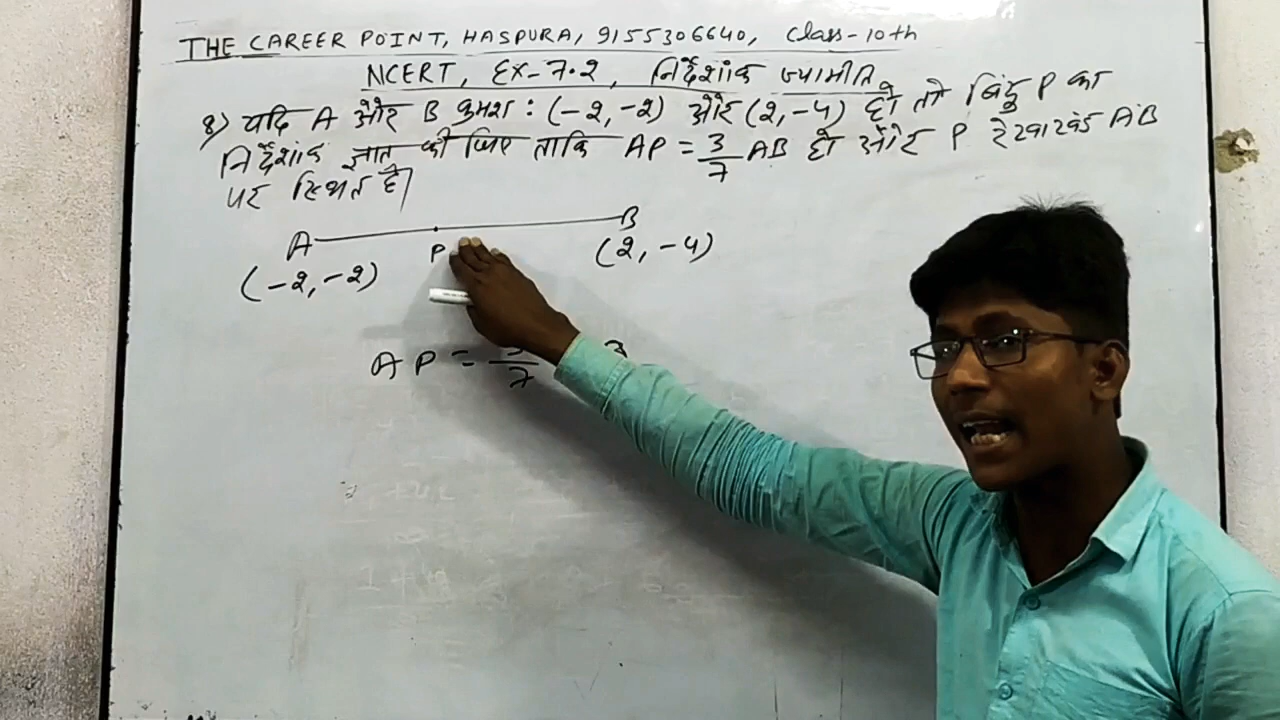 THE CAREER POINT, HASPURA, 9155306640, Class-10th
NCERT, EX-7.2, निर्देशांक ज्यामीति
8) यदि A और B क्रमश: (-2,-2) और (2,-4) हो तो बिंदु P का
निर्देशांक ज्ञात कीजिए ताकि AP = 3/7 AB हो और P रेखाखंड AB
पर स्थित है।
A P B
(-2,-2) (2,-4)
AP = 3/7